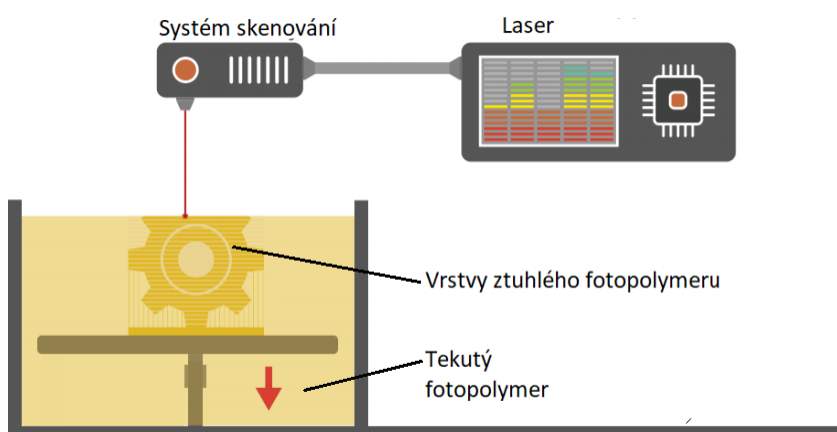 Systém skenování
Laser
Vrstvy ztuhlého fotopolymeru
Tekutý
fotopolymer